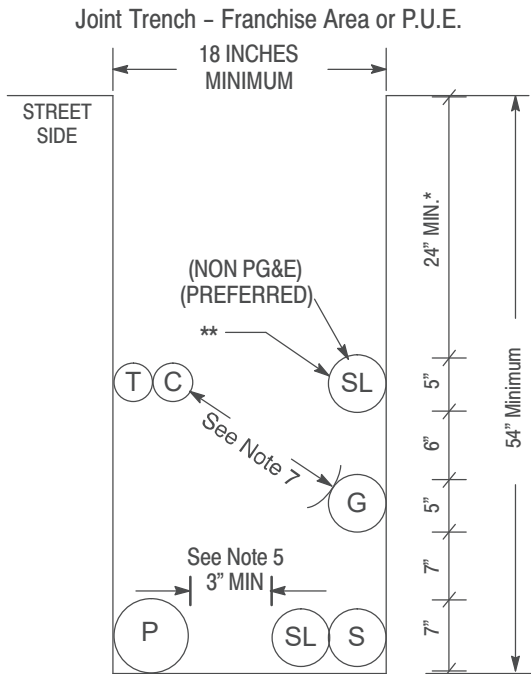 Joint Trench – Franchise Area or P.U.E.
18 INCHES
MINIMUM
STREET
SIDE
24” MIN.*
(NON PG&E)
(PREFERRED)
**
T
C
SL
5”
54” Minimum
6”
See Note 7
G
5”
7”
See Note 5
3” MIN
P
SL
S
7”